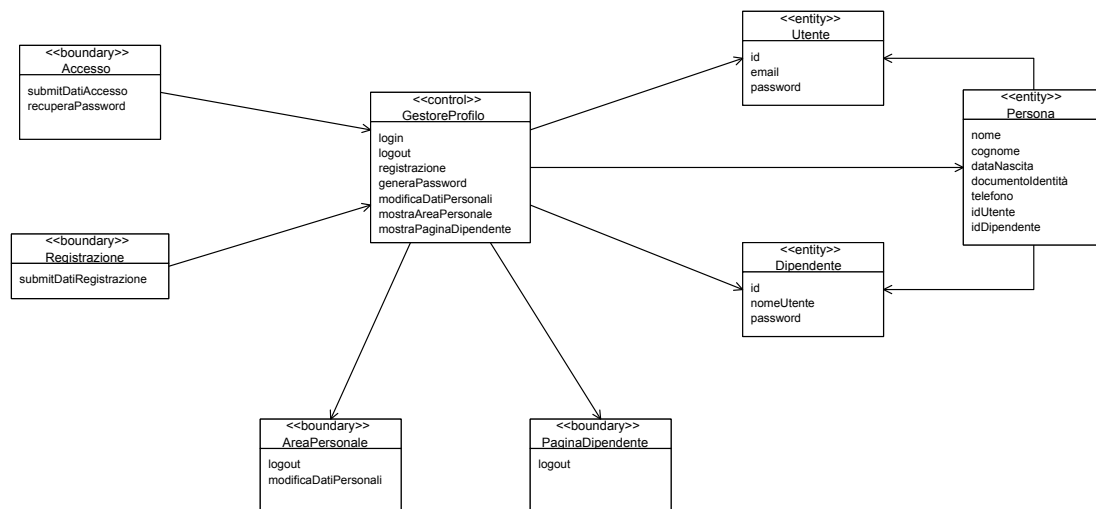 <<boundary>>
Accesso
submitDatiAccesso
recuperaPassword
<<boundary>>
Registrazione
submitDatiRegistrazione
<<control>>
GestoreProfilo
login
logout
registrazione
generaPassword
modificaDatiPersonali
mostraAreaPersonale
mostraPaginaDipendente
<<entity>>
Utente
id
email
password
<<entity>>
Persona
nome
cognome
dataNascita
documentoIdentità
telefono
idUtente
idDipendente
<<entity>>
Dipendente
id
nomeUtente
password
<<boundary>>
AreaPersonale
logout
modificaDatiPersonali
<<boundary>>
PaginaDipendente
logout